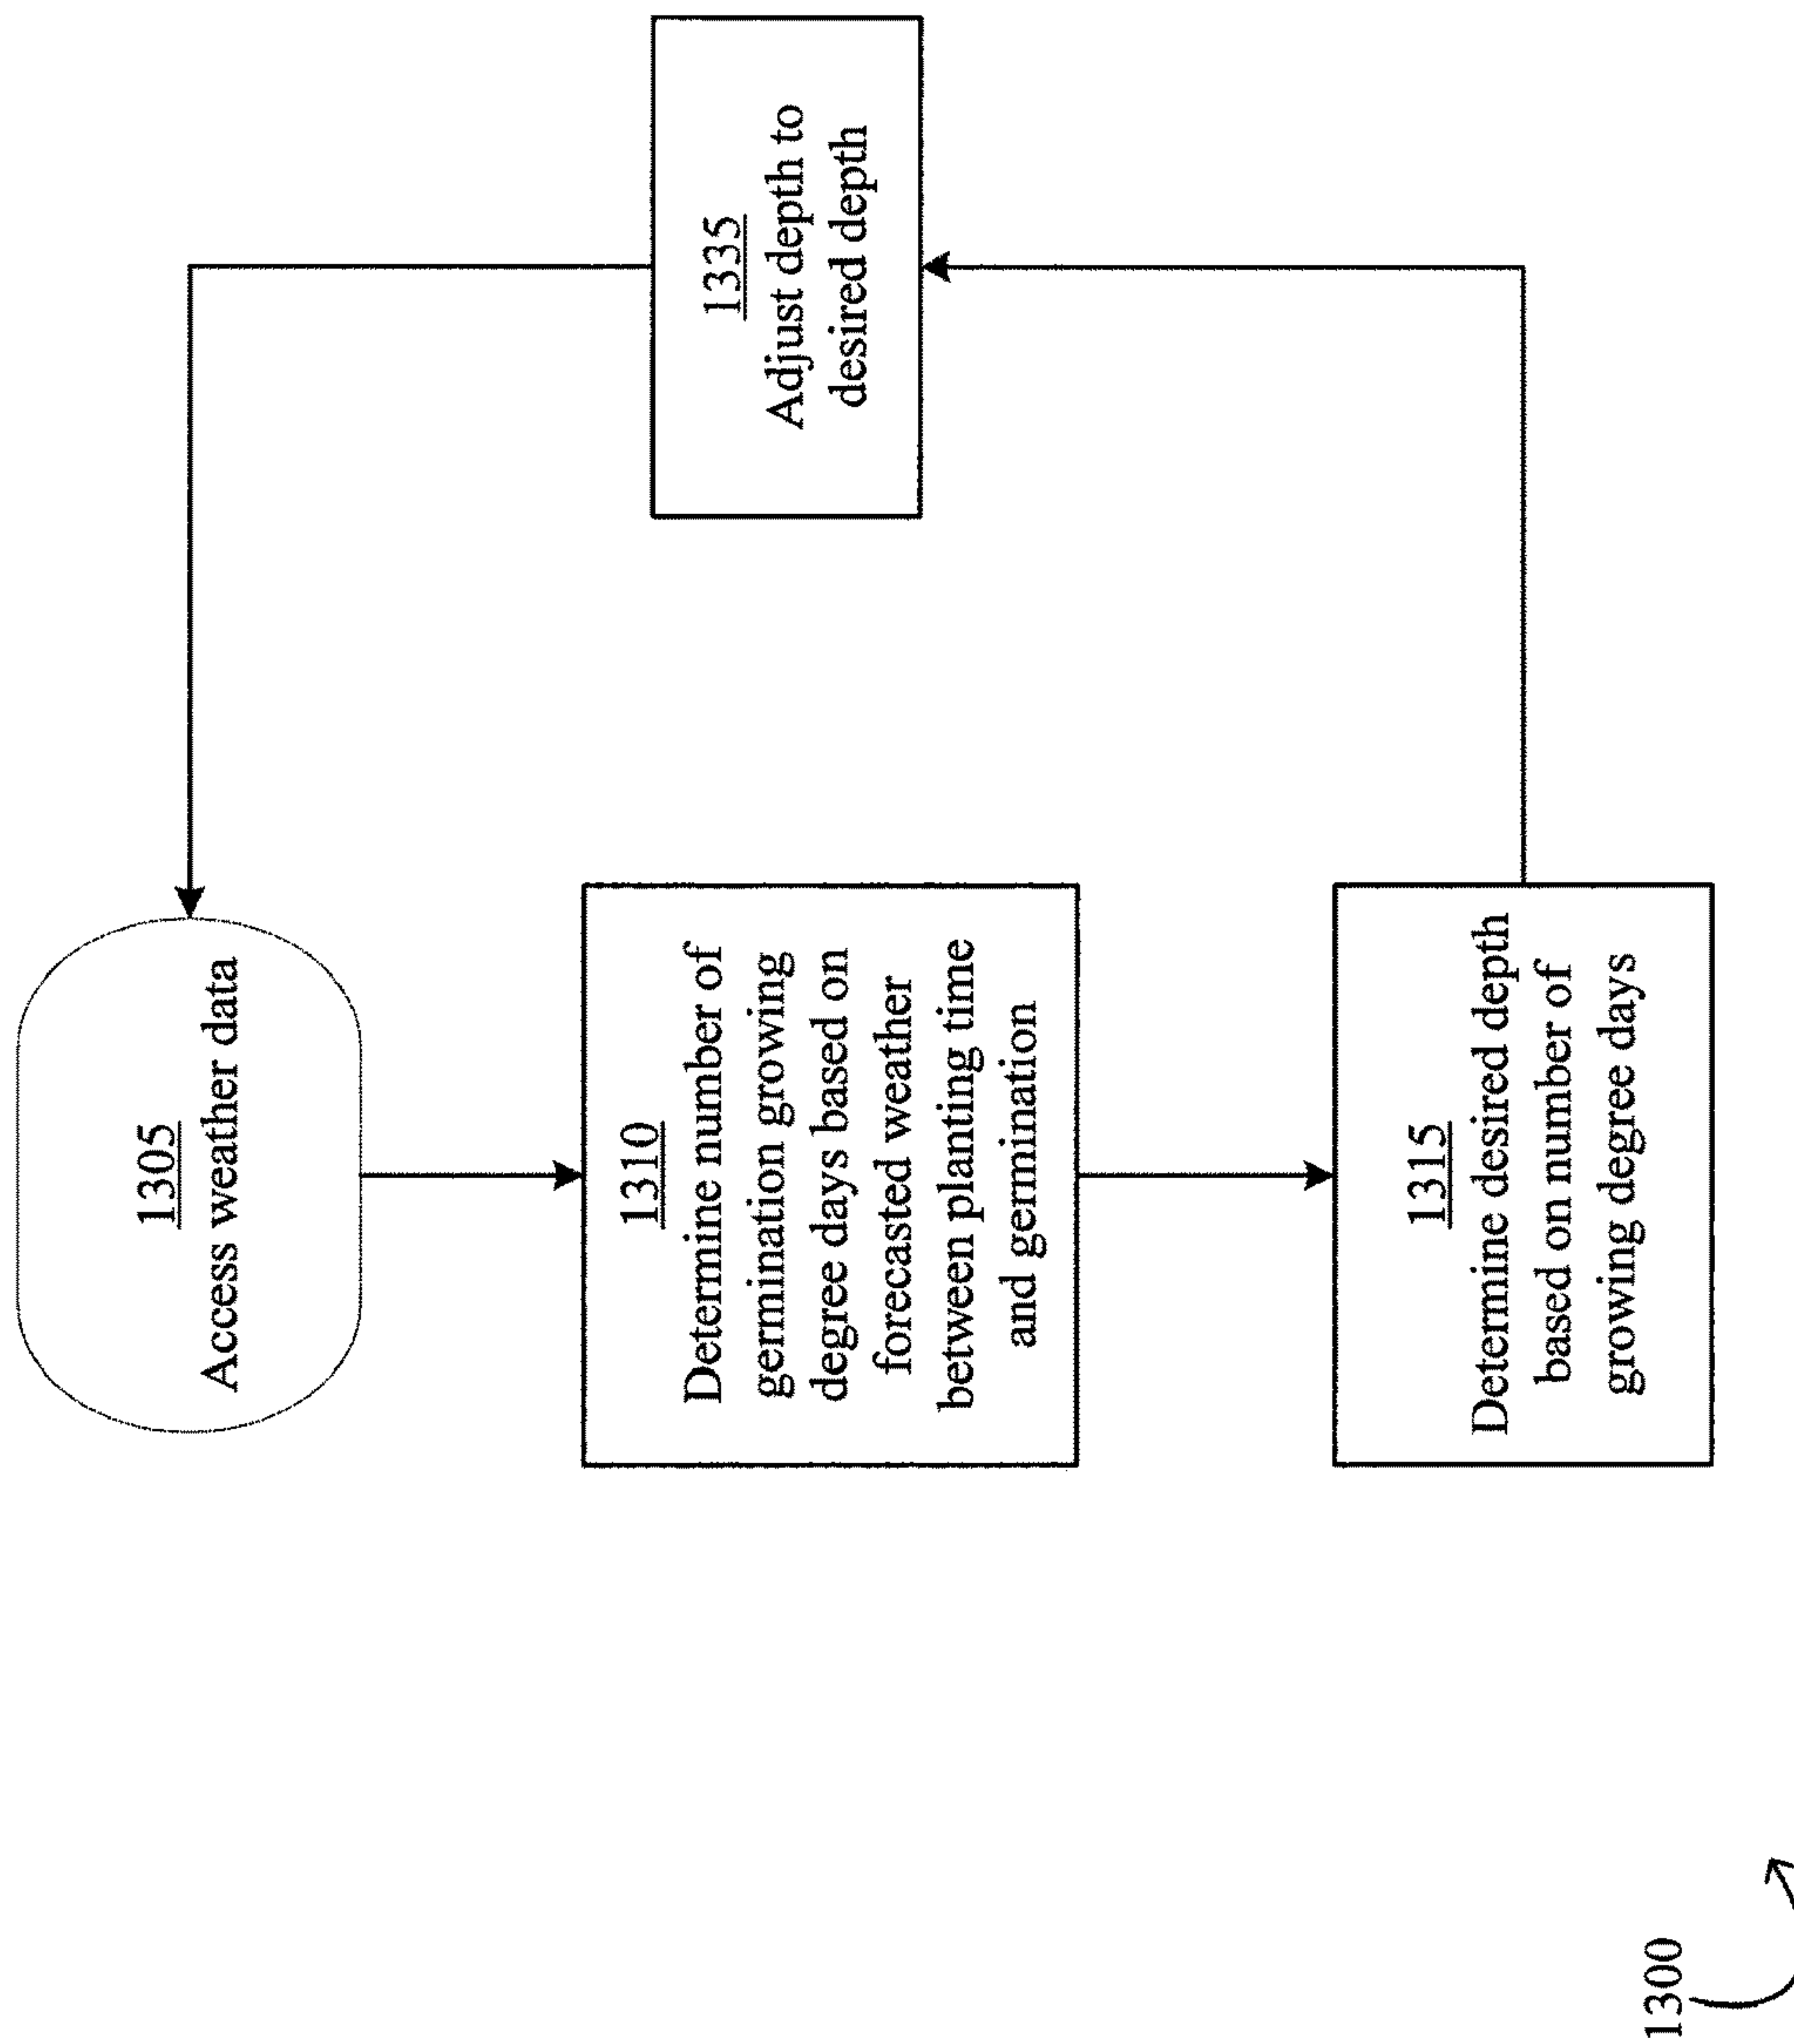 1305
Access weather data
1310
Determine number of
germination growing
degree days based on
forecasted weather
between planting time
and germination
1315
Determine desired depth
based on number of
growing degree days
1335
Adjust depth to
desired depth
1300